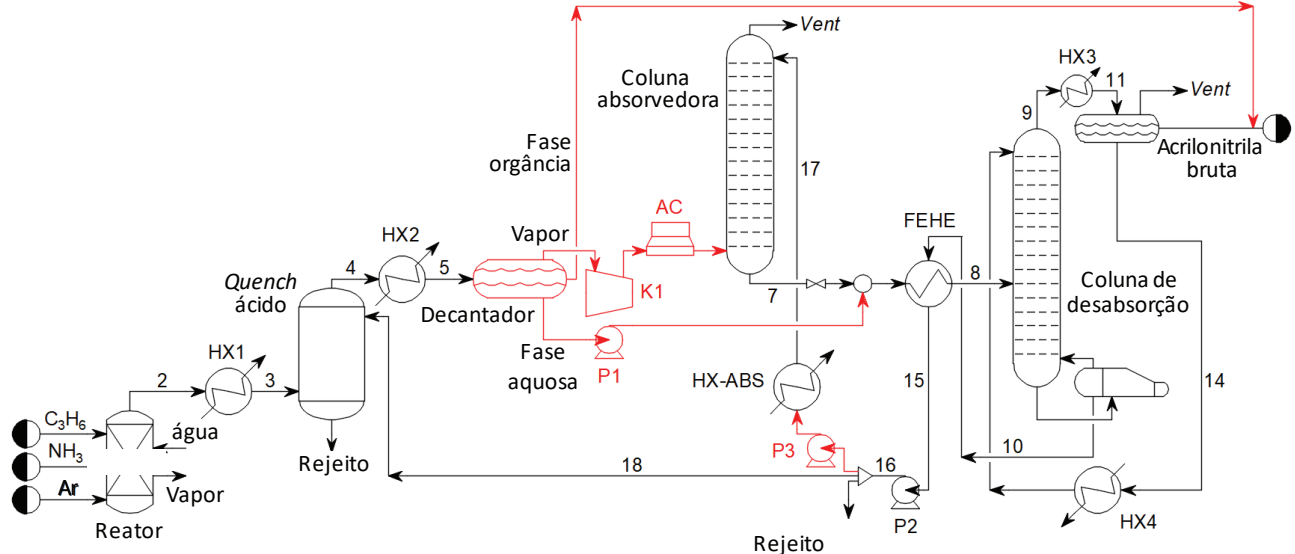 Vent
HX3
11
Coluna
absorvedora
9
Vent
Fase
orgância
Acrilonitrila
bruta
17
AC
FEHE
HX2
Vapor
4
5
8
Quench
ácido
K1
7
Coluna de
desabsorção
Decantador
HX1
Fase
aquosa
P1
HX-ABS
15
14
2
3
C₃H₆
água
NH₃
Rejeito
P3
10
18
16
Ar
Vapor
P2
HX4
Reator
Rejeito